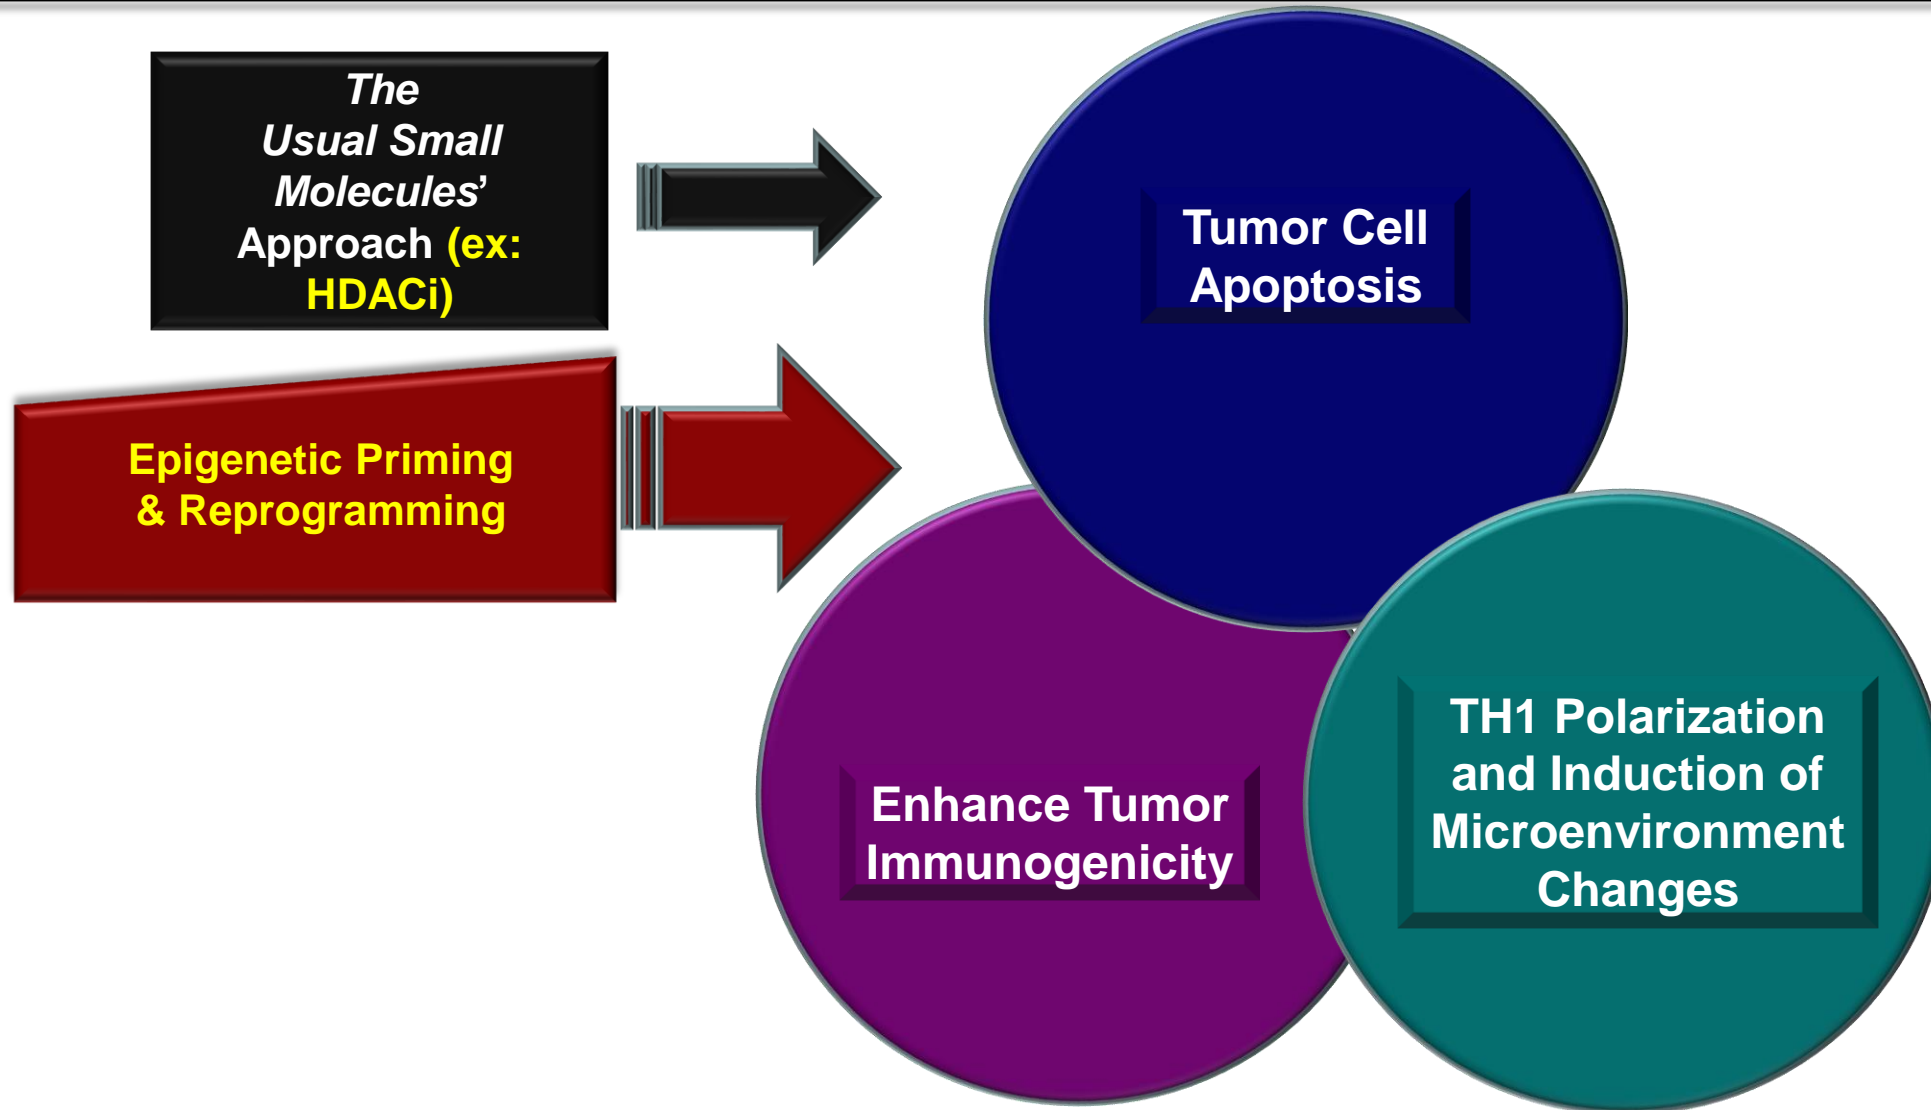 The
Usual Small
Molecules’
Approach (ex:
HDACi)
Epigenetic Priming
& Reprogramming
Tumor Cell
Apoptosis
Enhance Tumor
Immunogenicity
TH1 Polarization
and Induction of
Microenvironment
Changes